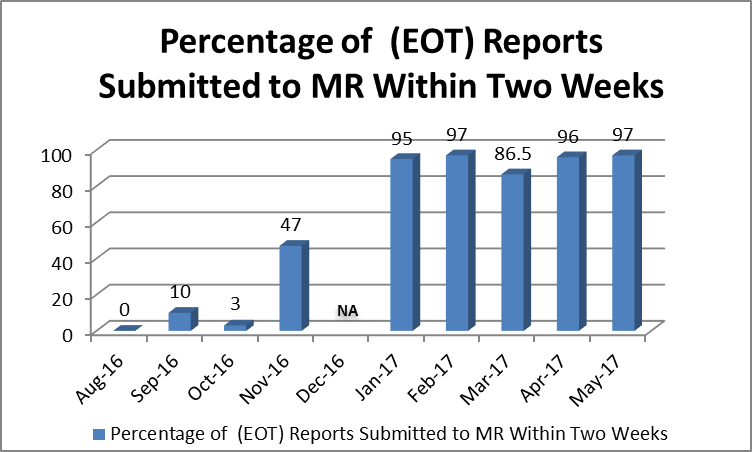 Percentage of  (EOT) Reports
Submitted to MR Within Two Weeks
95 97 86.5 96 97
100
80
60
47
40
20
10
3
0
NA
0
Aug-16 Sep-16 Oct-16 Nov-16 Dec-16 Jan-17 Feb-17 Mar-17 Apr-17 May-17
Percentage of  (EOT) Reports Submitted to MR Within Two Weeks